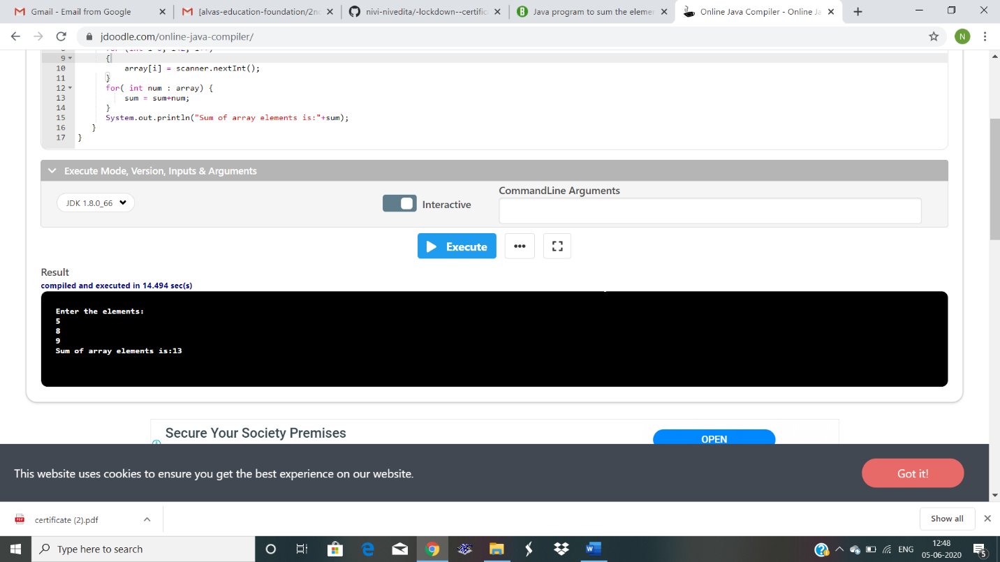 Gmail - Email from Google
[alvas-education-foundation/2n
nivi-nivedita/-lockdown--certific
Java program to sum the elemen
Online Java Compiler - Online Ja
jdoodle.com/online-java-compiler/
N
9 {
10 array[i] = scanner.nextInt();
11 }
12 for( int num : array) {
13 sum = sum+num;
14 }
15 System.out.println("Sum of array elements is:"+sum);
16 }
17 }
Execute Mode, Version, Inputs & Arguments
JDK 1.8.0_66
Interactive
CommandLine Arguments
Execute
Result
compiled and executed in 14.494 sec(s)
Enter the elements:
5
8
9
Sum of array elements is:13
Secure Your Society Premises
OPEN
This website uses cookies to ensure you get the best experience on our website.
Got it!
certificate (2).pdf
Show all
Type here to search
ENG
12:48
05-06-2020
5